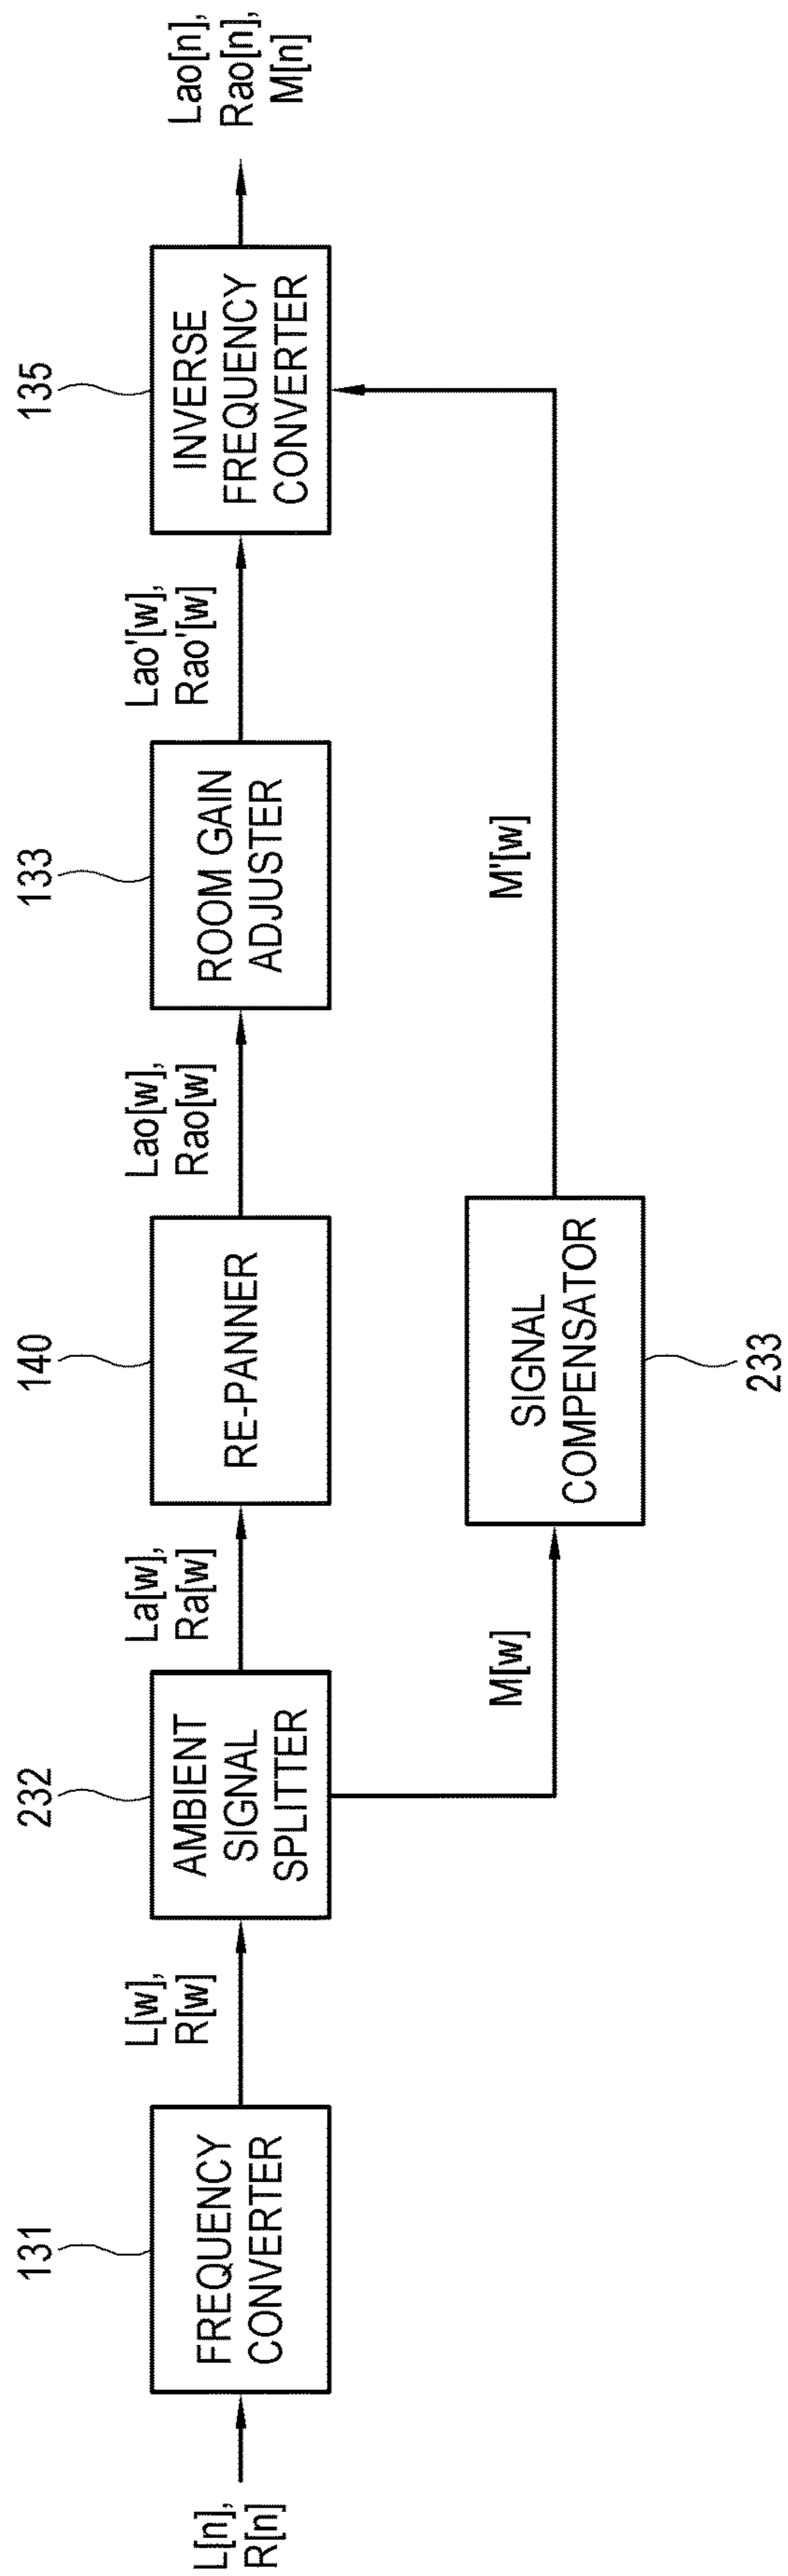 L[n],
R[n]
131
FREQUENCY
CONVERTER
L[w],
R[w]
232
AMBIENT
SIGNAL
SPLITTER
La[w],
Ra[w]
140
RE-PANNER
Lao[w],
Rao[w]
133
ROOM GAIN
ADJUSTER
Lao'[w],
Rao'[w]
135
INVERSE
FREQUENCY
CONVERTER
Lao[n],
Rao[n],
M[n]
M[w]
SIGNAL
COMPENSATOR
233
M'[w]